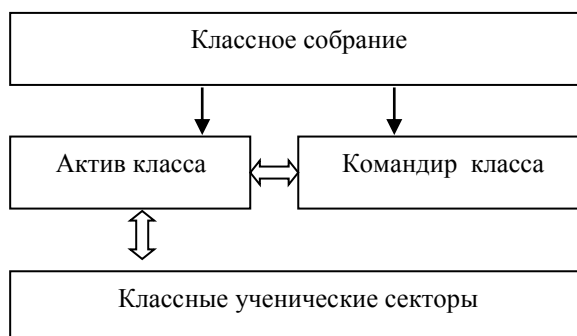 Классное собрание
Актив класса
Командир класса
Классные ученические секторы